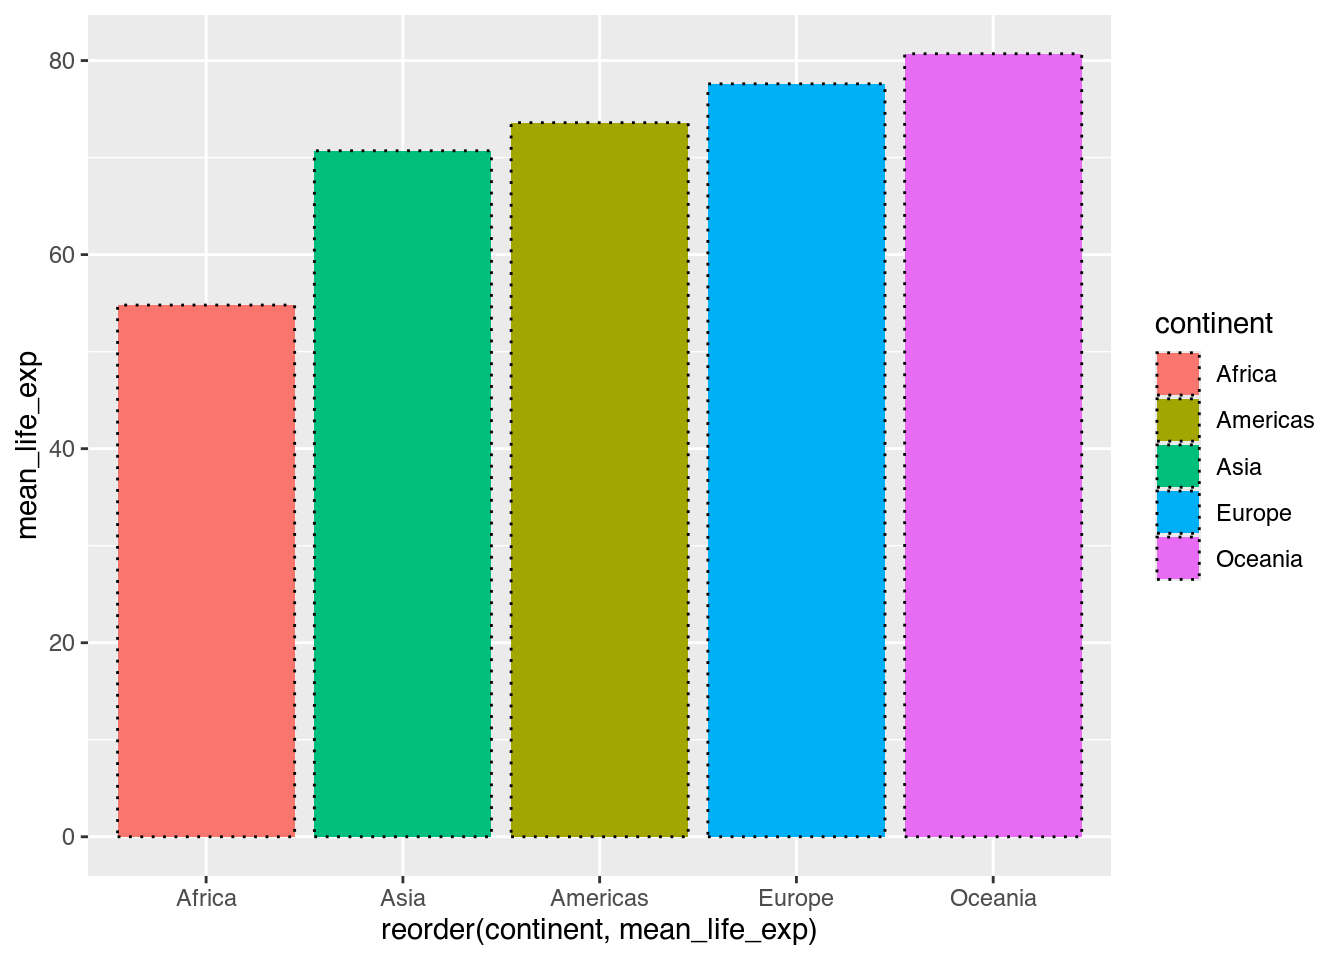 80
60
40
20
0
mean_life_exp
Africa Asia Americas Europe Oceania
reorder(continent, mean_life_exp)
continent
Africa
Americas
Asia
Europe
Oceania